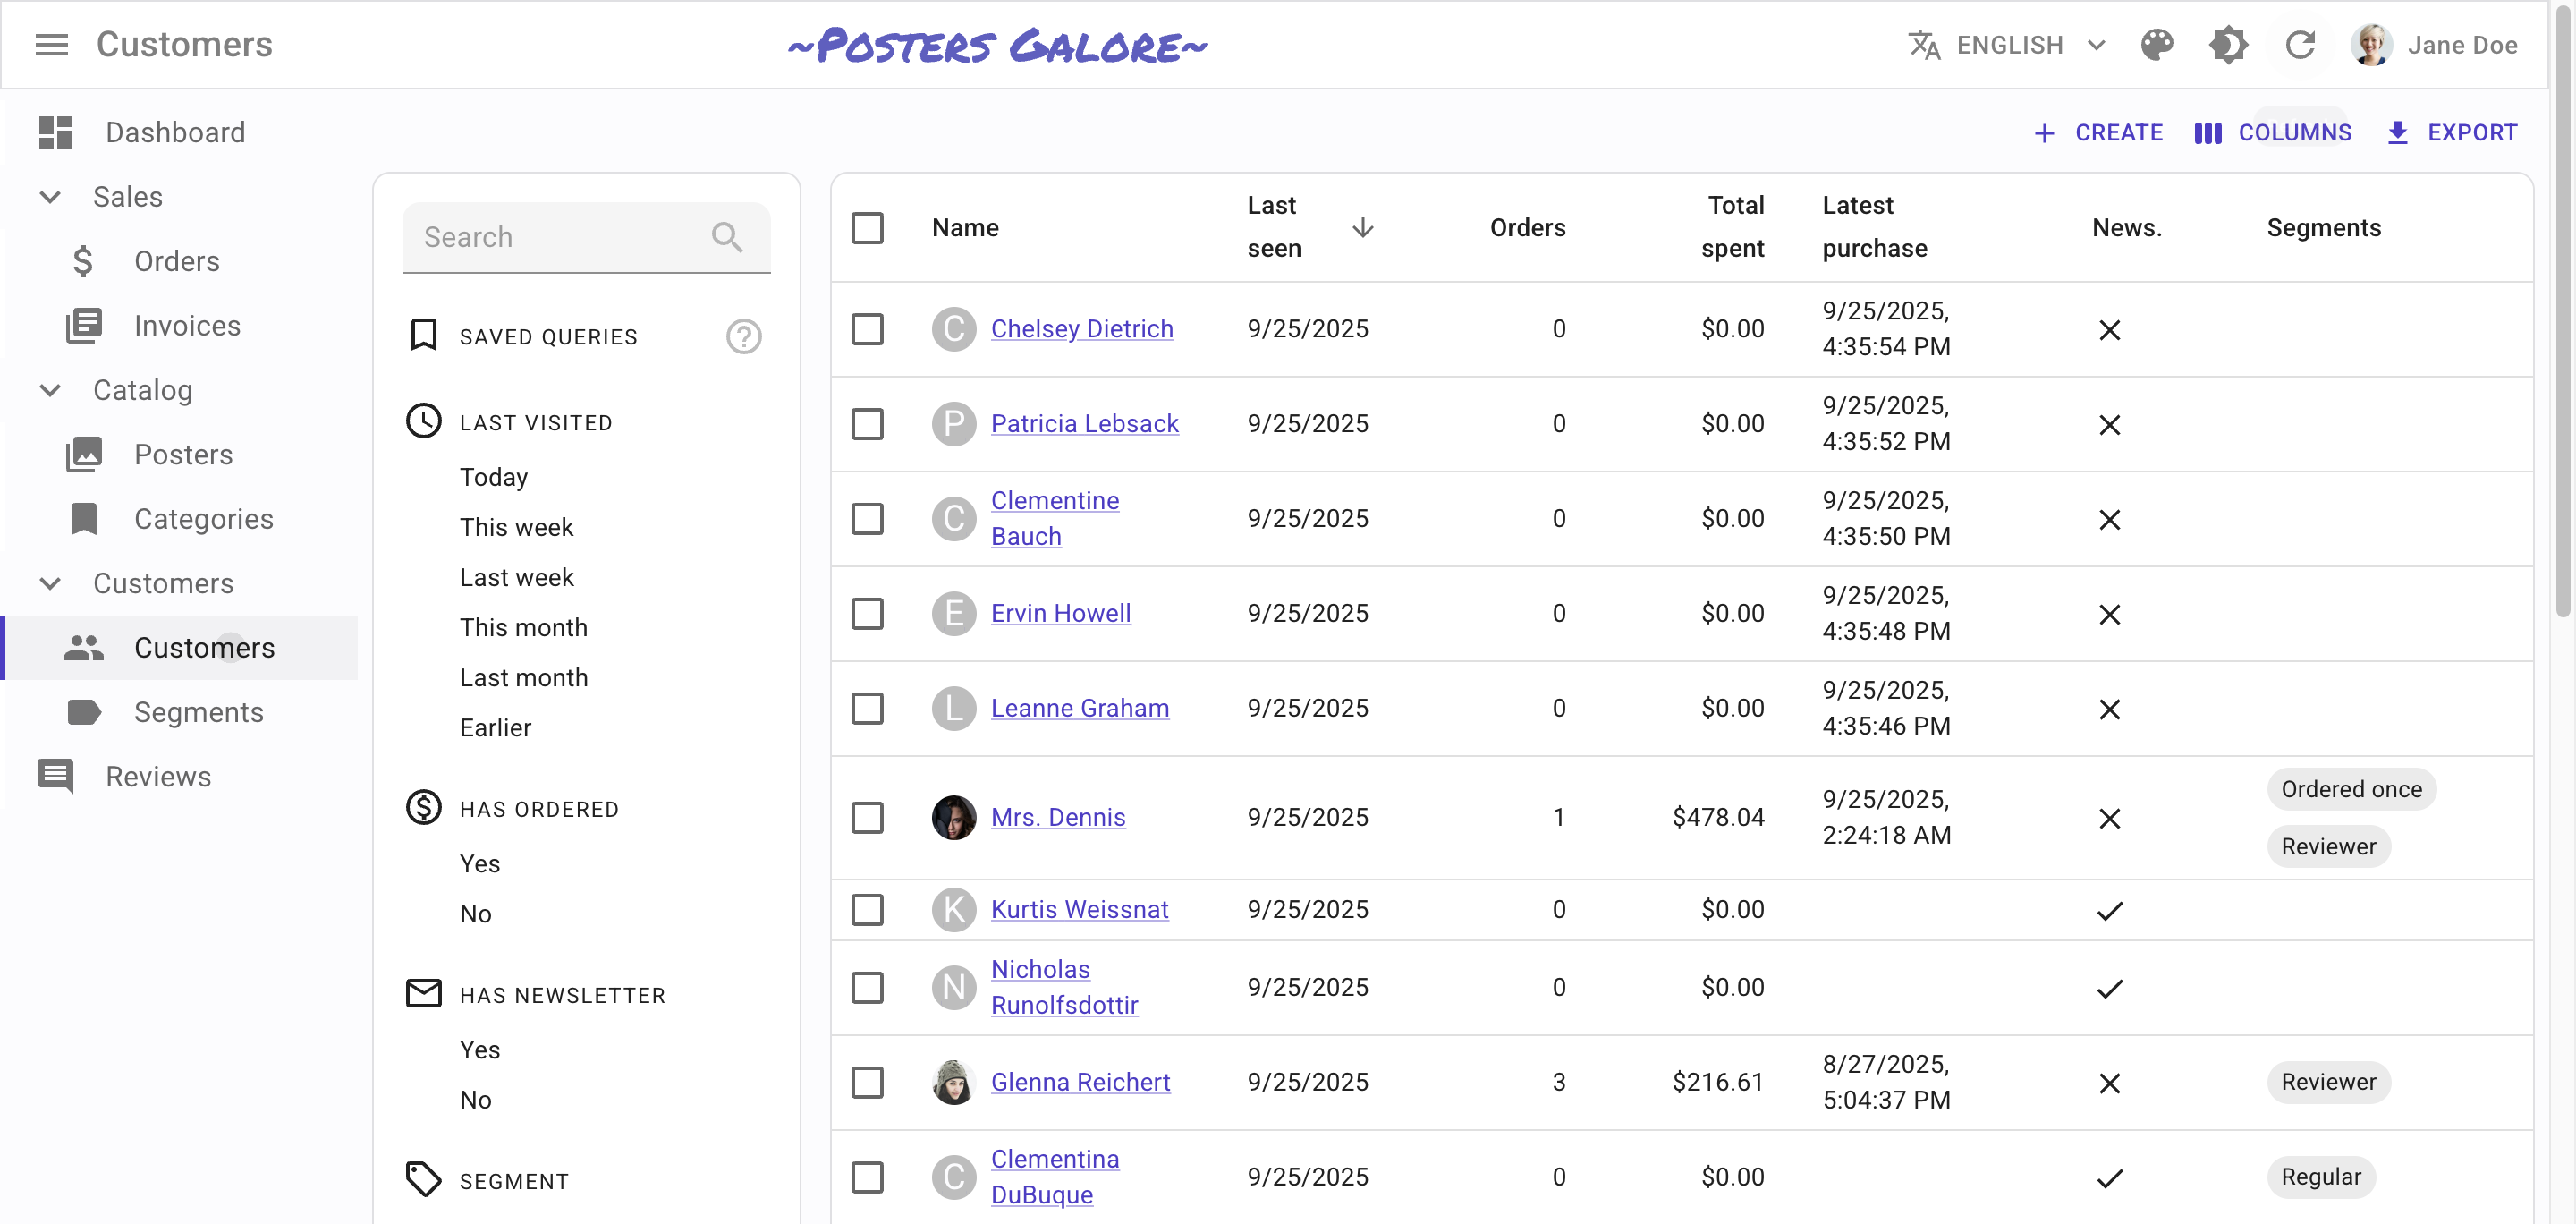 Customers
~Posters Galore~
ENGLISH
Jane Doe
Dashboard
Sales
Orders
Invoices
Catalog
Posters
Categories
Customers
Customers
Segments
Reviews
CREATE
COLUMNS
EXPORT
Search
SAVED QUERIES
?
LAST VISITED
Today
This week
Last week
This month
Last month
Earlier
HAS ORDERED
Yes
No
HAS NEWSLETTER
Yes
No
SEGMENT
Name
Last
seen
Orders
Total
spent
Latest
purchase
News.
Segments
C
Chelsey Dietrich
9/25/2025
0
$0.00
9/25/2025,
4:35:54 PM
P
Patricia Lebsack
9/25/2025
0
$0.00
9/25/2025,
4:35:52 PM
C
Clementine
Bauch
9/25/2025
0
$0.00
9/25/2025,
4:35:50 PM
E
Ervin Howell
9/25/2025
0
$0.00
9/25/2025,
4:35:48 PM
L
Leanne Graham
9/25/2025
0
$0.00
9/25/2025,
4:35:46 PM
Mrs. Dennis
9/25/2025
1
$478.04
9/25/2025,
2:24:18 AM
Ordered once
Reviewer
K
Kurtis Weissnat
9/25/2025
0
$0.00
N
Nicholas
Runolfsdottir
9/25/2025
0
$0.00
Glenna Reichert
9/25/2025
3
$216.61
8/27/2025,
5:04:37 PM
Reviewer
C
Clementina
DuBuque
9/25/2025
0
$0.00
Regular